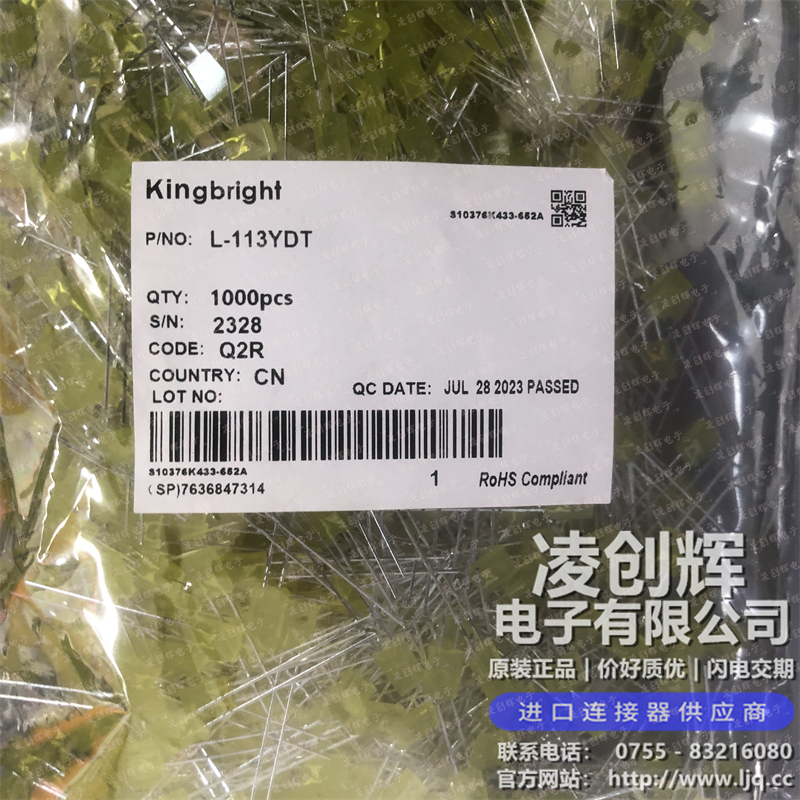 Kingbright
S10376K433-652A
P/NO: L-113YDT
QTY: 1000pcs
S/N: 2328
CODE: Q2R
COUNTRY: CN
LOT NO:
QC DATE: JUL 28 2023 PASSED
S10376K433-652A
(SP)7636847314
1
RoHS Compliant
凌创辉
电子有限公司
原装正品 | 价好质优 | 闪电交期
进口连接器供应商
联系电话: 0755 - 83216080
官方网站: http://www.ljq.cc